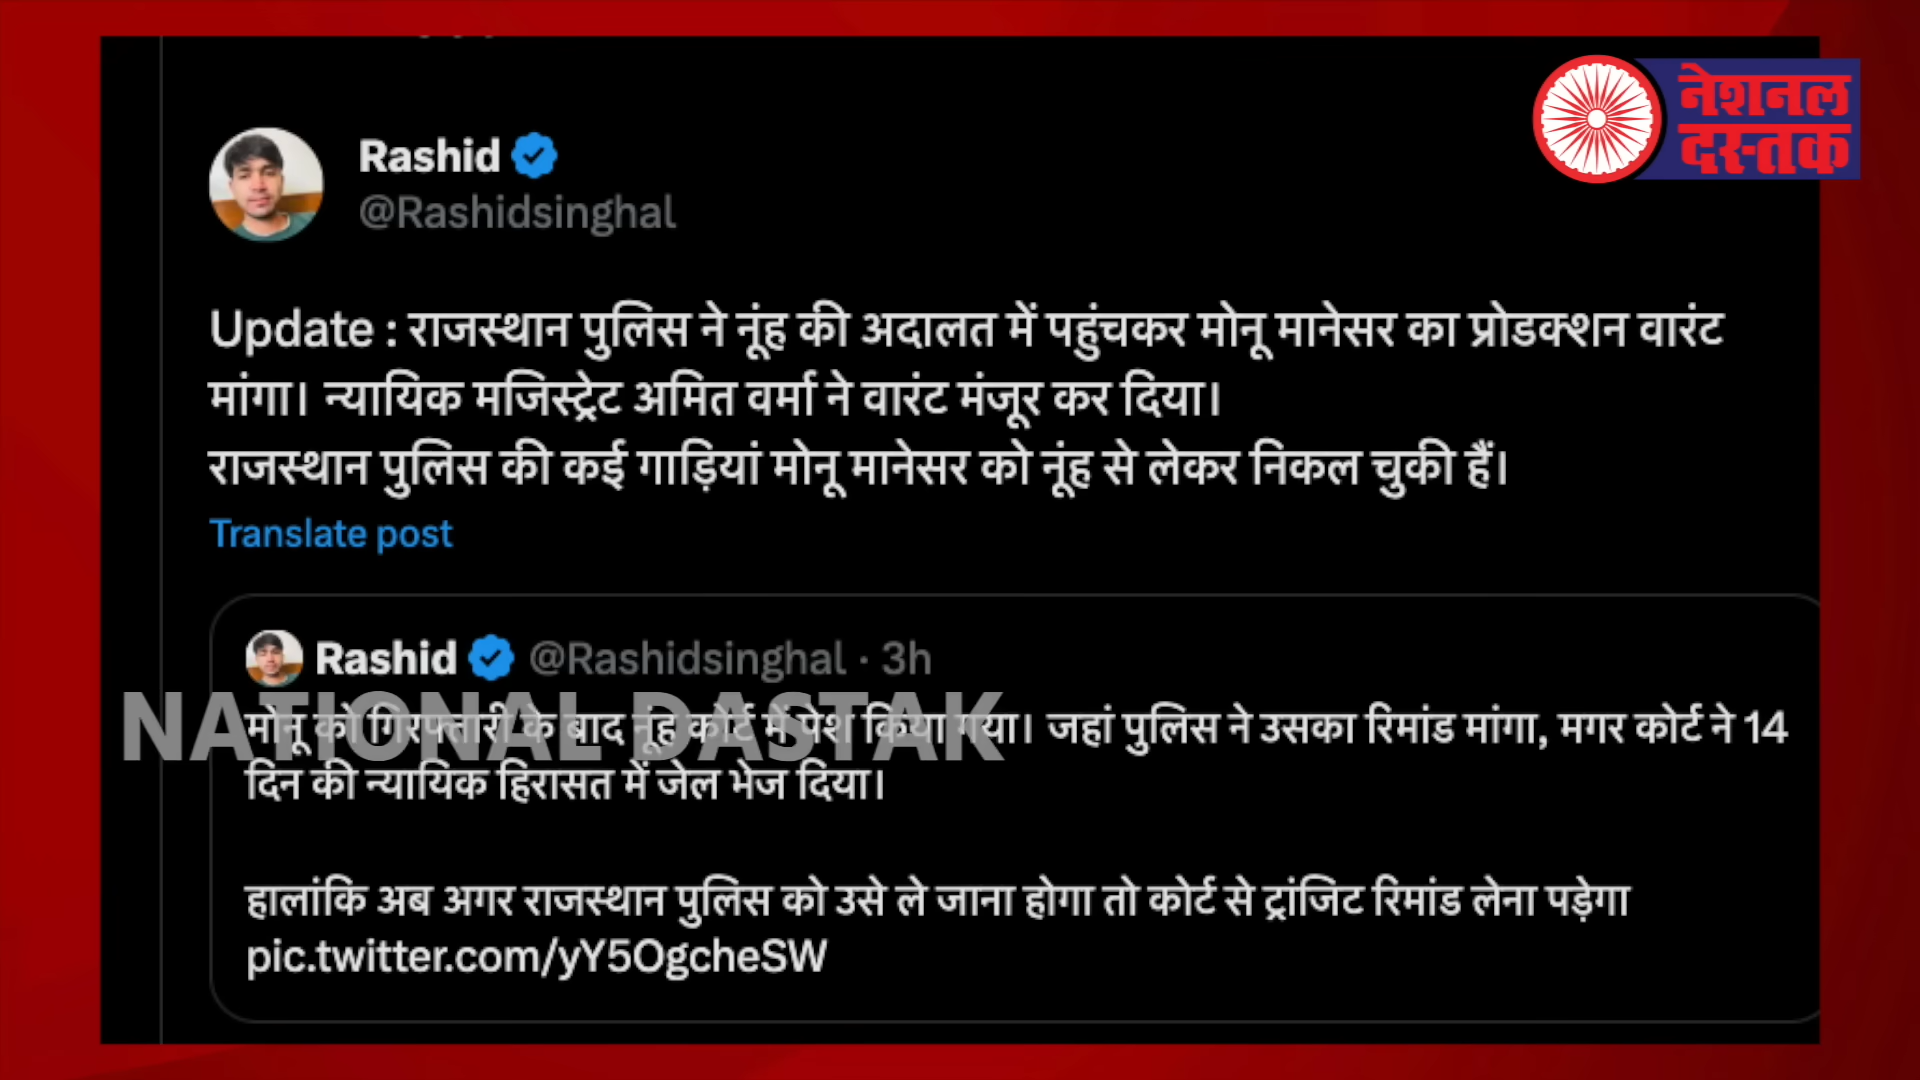 नेशनल
दस्तक
Rashid
@Rashidsinghal
Update : राजस्थान पुलिस ने नूंह की अदालत में पहुंचकर मोनू मानेसर का प्रोडक्शन वारंट
मांगा। न्यायिक मजिस्ट्रेट अमित वर्मा ने वारंट मंजूर कर दिया।
राजस्थान पुलिस की कई गाड़ियां मोनू मानेसर को नूंह से लेकर निकल चुकी हैं।
Translate post
Rashid @Rashidsinghal · 3h
NATIONAL DASTAK
मोनू को गिरफ्तारी के बाद नूंह कोर्ट में पेश किया गया। जहां पुलिस ने उसका रिमांड मांगा, मगर कोर्ट ने 14
दिन की न्यायिक हिरासत में जेल भेज दिया।
हालांकि अब अगर राजस्थान पुलिस को उसे ले जाना होगा तो कोर्ट से ट्रांजिट रिमांड लेना पड़ेगा
pic.twitter.com/yY5OgcheSW